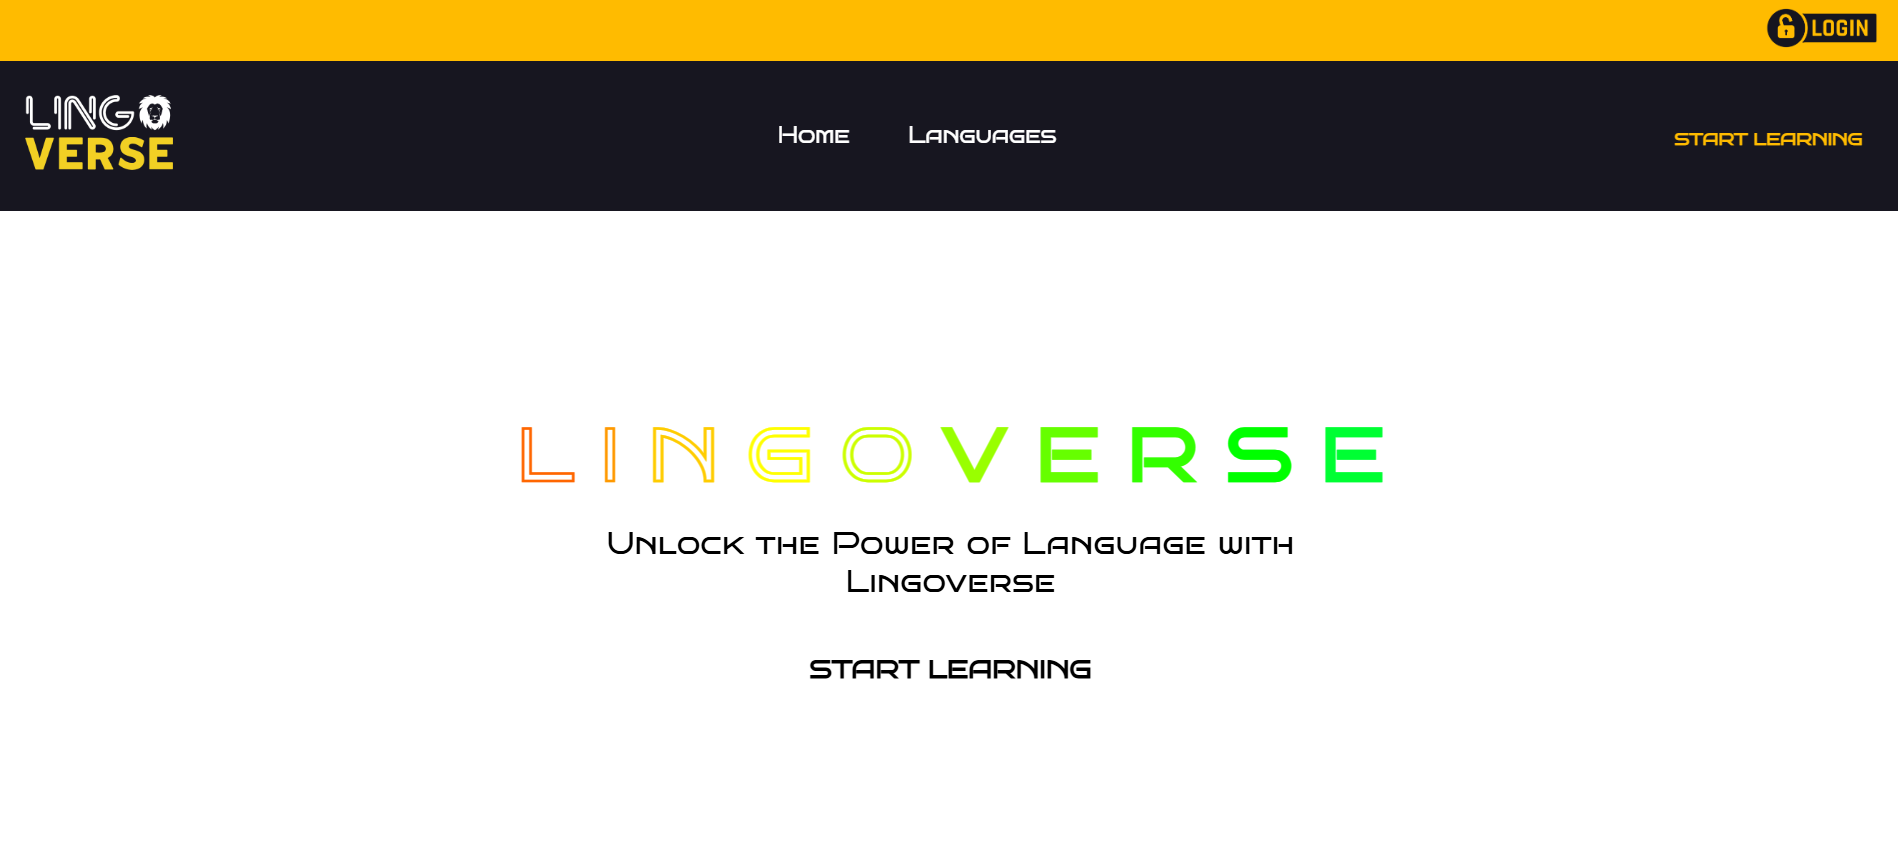 LOGIN
LINGO
VERSE
Home
Languages
START LEARNING
LINGOVERSE
Unlock the Power of Language with
Lingoverse
START LEARNING